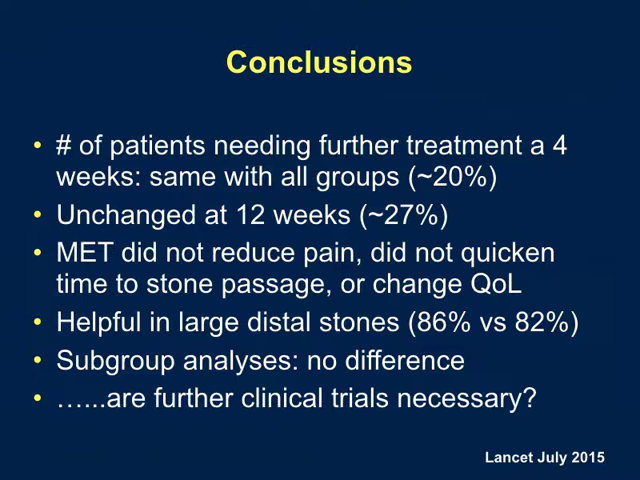 Conclusions
• # of patients needing further treatment a 4
weeks: same with all groups (~20%)
• Unchanged at 12 weeks (~27%)
• MET did not reduce pain, did not quicken
time to stone passage, or change QoL
• Helpful in large distal stones (86% vs 82%)
• Subgroup analyses: no difference
• …...are further clinical trials necessary?
Lancet July 2015